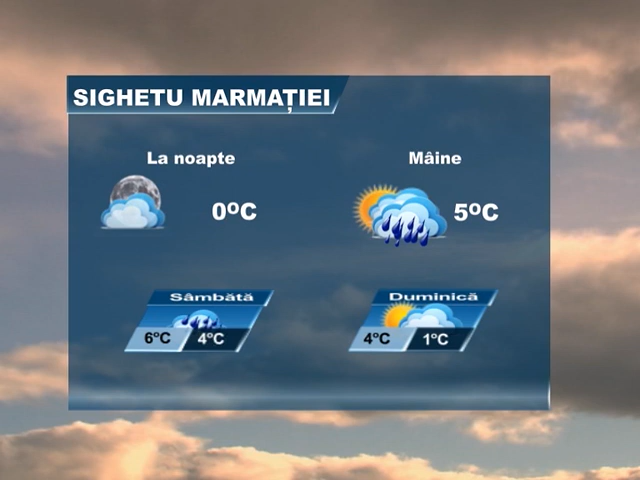 SIGHETU MARMAȚIEI
La noapte
Mâine
0ºC
5ºC
Sâmbătă
Duminică
6ºC 4ºC
4ºC 1ºC